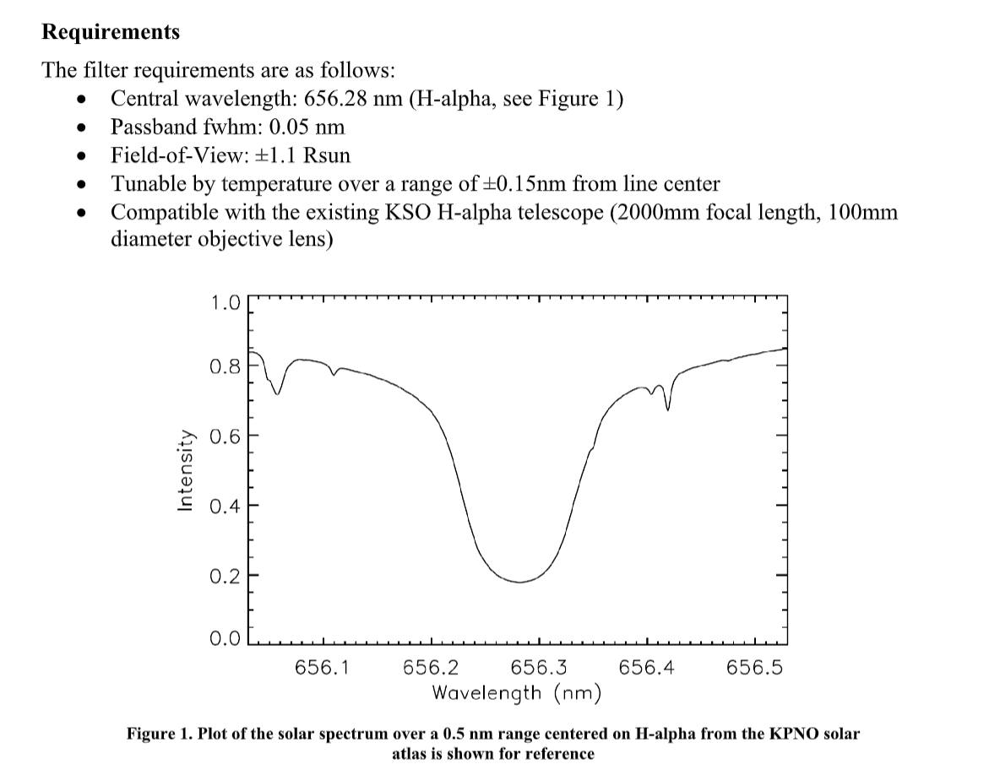 Requirements
The filter requirements are as follows:
• Central wavelength: 656.28 nm (H-alpha, see Figure 1)
• Passband fwhm: 0.05 nm
• Field-of-View: ±1.1 Rsun
• Tunable by temperature over a range of ±0.15nm from line center
• Compatible with the existing KSO H-alpha telescope (2000mm focal length, 100mm
diameter objective lens)
1.0
0.8
0.6
0.4
0.2
0.0
Intensity
656.1 656.2 656.3 656.4 656.5
Wavelength (nm)
Figure 1. Plot of the solar spectrum over a 0.5 nm range centered on H-alpha from the KPNO solar
atlas is shown for reference